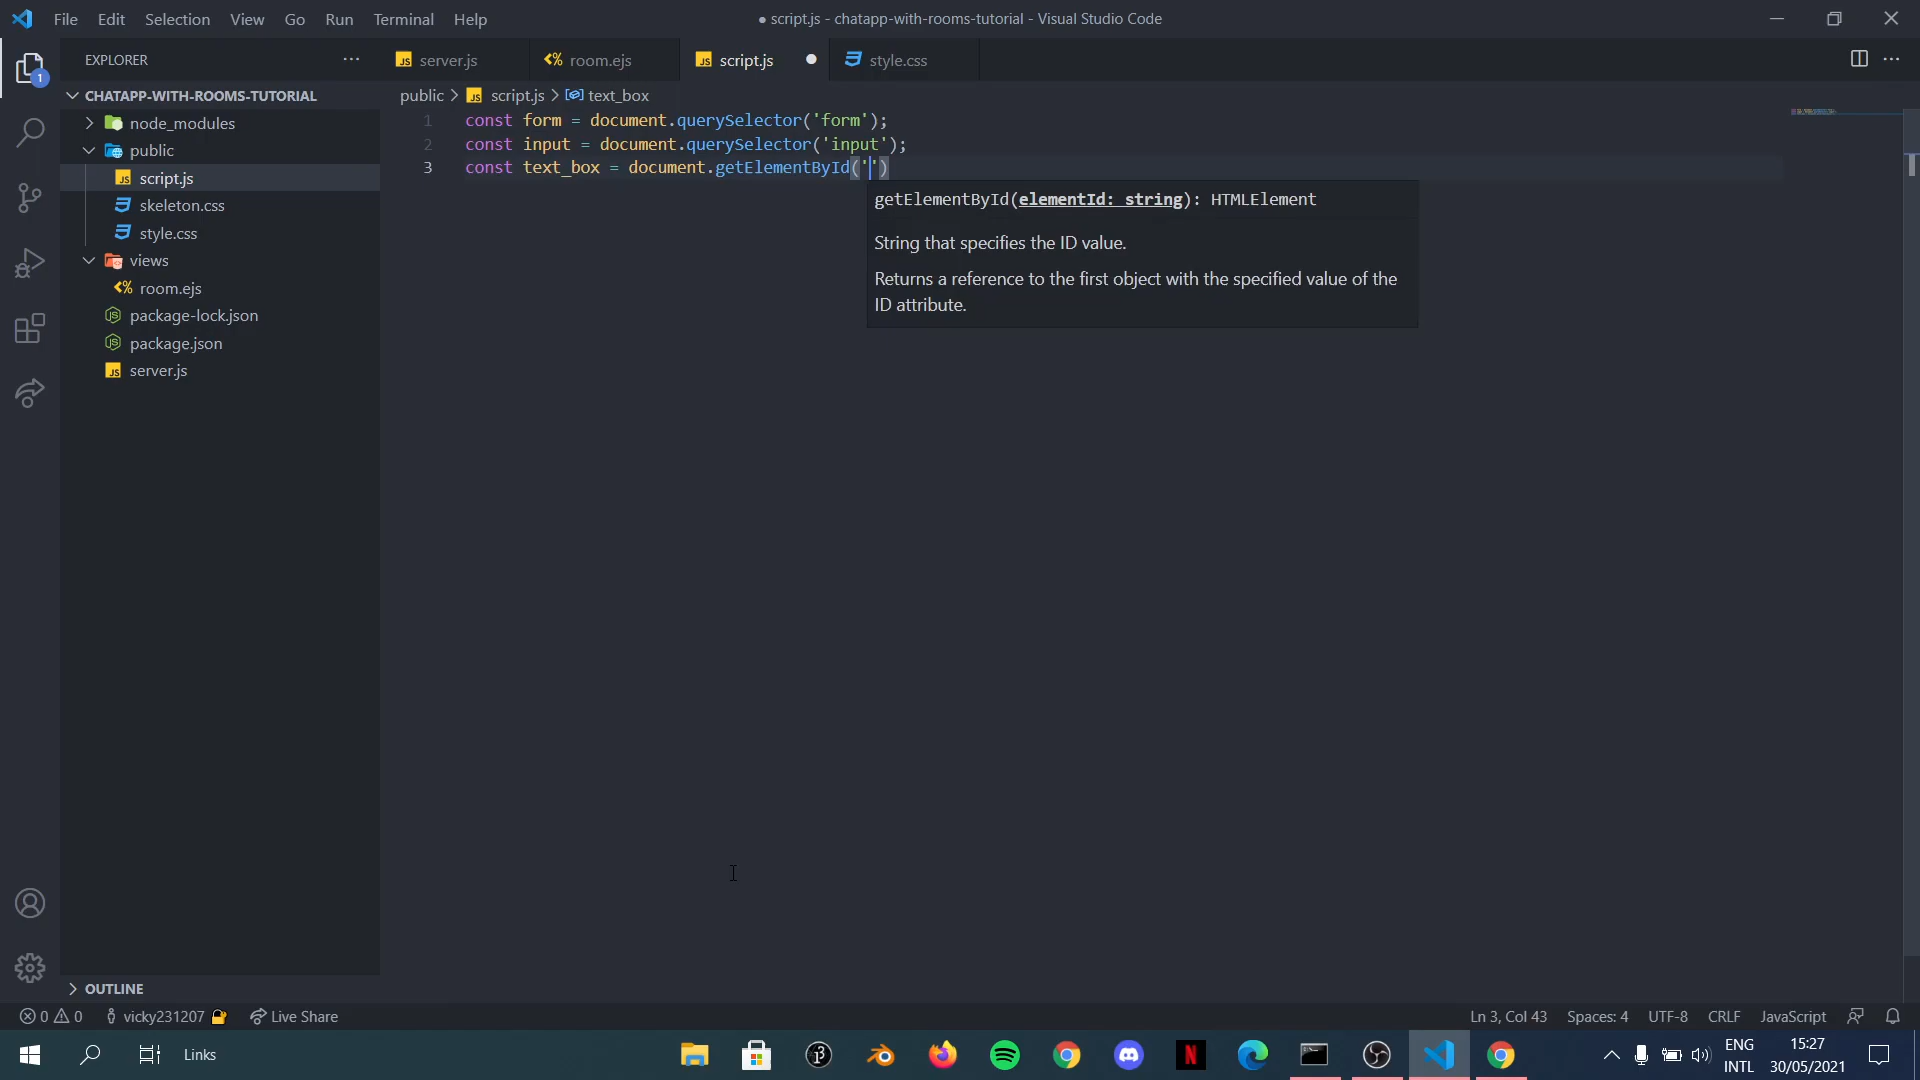 File Edit Selection View Go Run Terminal Help
● script.js - chatapp-with-rooms-tutorial - Visual Studio Code
EXPLORER
server.js
room.ejs
script.js
style.css
CHATAPP-WITH-ROOMS-TUTORIAL
node_modules
public
script.js
skeleton.css
style.css
views
room.ejs
package-lock.json
package.json
server.js
OUTLINE
public > script.js > text_box
1 const form = document.querySelector('form');
2 const input = document.querySelector('input');
3 const text_box = document.getElementById('')
getElementById(elementId: string): HTMLElement
String that specifies the ID value.
Returns a reference to the first object with the specified value of the
ID attribute.
1
0 0 vicky231207 Live Share
Ln 3, Col 43 Spaces: 4 UTF-8 CRLF JavaScript
Links
ENG
INTL
15:27
30/05/2021